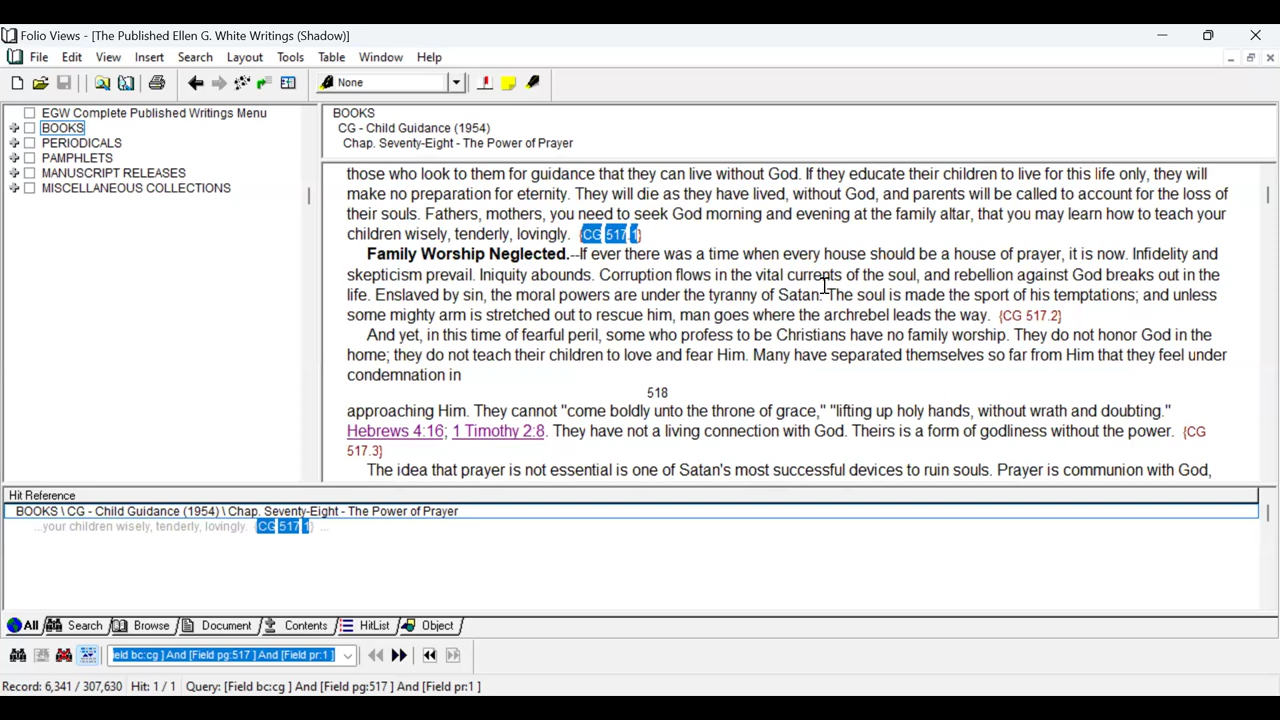 Folio Views - [The Published Ellen G. White Writings (Shadow)]
File Edit View Insert Search Layout Tools Table Window Help
None
EGW Complete Published Writings Menu
BOOKS
PERIODICALS
PAMPHLETS
MANUSCRIPT RELEASES
MISCELLANEOUS COLLECTIONS
BOOKS
CG - Child Guidance (1954)
Chap. Seventy-Eight - The Power of Prayer
those who look to them for guidance that they can live without God. If they educate their children to live for this life only, they will
make no preparation for eternity. They will die as they have lived, without God, and parents will be called to account for the loss of
their souls. Fathers, mothers, you need to seek God morning and evening at the family altar, that you may learn how to teach your
children wisely, tenderly, lovingly. {CG 517.1}
Family Worship Neglected.--If ever there was a time when every house should be a house of prayer, it is now. Infidelity and
skepticism prevail. Iniquity abounds. Corruption flows in the vital currents of the soul, and rebellion against God breaks out in the
life. Enslaved by sin, the moral powers are under the tyranny of Satan. The soul is made the sport of his temptations; and unless
some mighty arm is stretched out to rescue him, man goes where the archrebel leads the way. {CG 517.2}
And yet, in this time of fearful peril, some who profess to be Christians have no family worship. They do not honor God in the
home; they do not teach their children to love and fear Him. Many have separated themselves so far from Him that they feel under
condemnation in
518
approaching Him. They cannot "come boldly unto the throne of grace," "lifting up holy hands, without wrath and doubting."
Hebrews 4:16; 1 Timothy 2:8. They have not a living connection with God. Theirs is a form of godliness without the power. {CG
517.3}
The idea that prayer is not essential is one of Satan's most successful devices to ruin souls. Prayer is communion with God,
Hit Reference
BOOKS \ CG - Child Guidance (1954) \ Chap. Seventy-Eight - The Power of Prayer
...your children wisely, tenderly, lovingly. {CG 517.1} ...
All Search Browse Document Contents HitList Object
eld bc:cg ] And [Field pg:517 ] And [Field pr:1 ]
Record: 6,341 / 307,630 Hit: 1 / 1 Query: [Field bc:cg ] And [Field pg:517 ] And [Field pr:1 ]